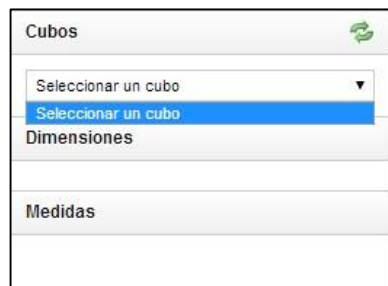 Cubos
Seleccionar un cubo
Seleccionar un cubo
Dimensiones
Medidas